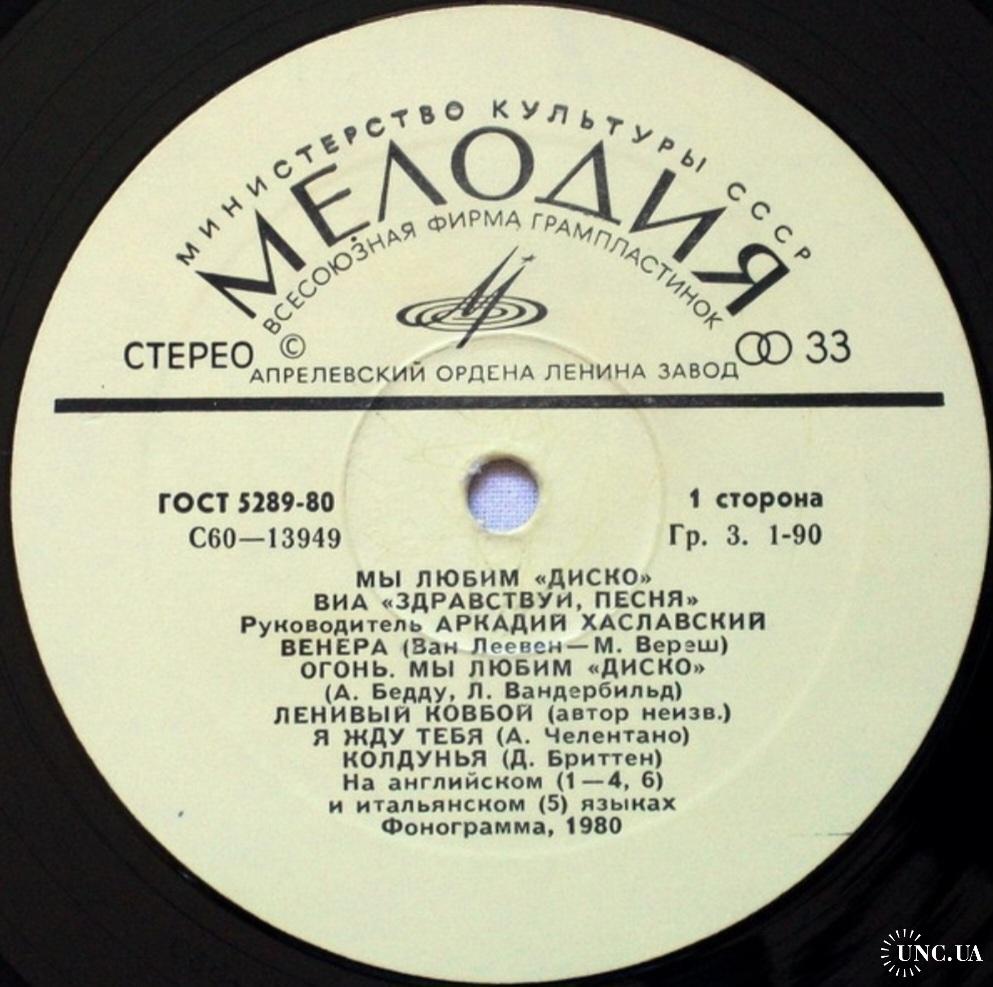 МИНИСТЕРСТВО КУЛЬТУРЫ СССР
МЕЛОДИЯ
ВСЕСОЮЗНАЯ ФИРМА ГРАМПЛАСТИНОК
СТЕРЕО © 33
АПРЕЛЕВСКИЙ ОРДЕНА ЛЕНИНА ЗАВОД
ГОСТ 5289-80 1 сторона
С60—13949 Гр. 3. 1-90
МЫ ЛЮБИМ «ДИСКО»
ВИА «ЗДРАВСТВУЙ, ПЕСНЯ»
Руководитель АРКАДИЙ ХАСЛАВСКИЙ
ВЕНЕРА (Ван Леевен—М. Вереш)
ОГОНЬ. МЫ ЛЮБИМ «ДИСКО»
(А. Бедду, Л. Вандербильд)
ЛЕНИВЫЙ КОВБОЙ (автор неизв.)
Я ЖДУ ТЕБЯ (А. Челентано)
КОЛДУНЬЯ (Д. Бриттен)
На английском (1—4, 6)
и итальянском (5) языках
Фонограмма, 1980
UNC.UA